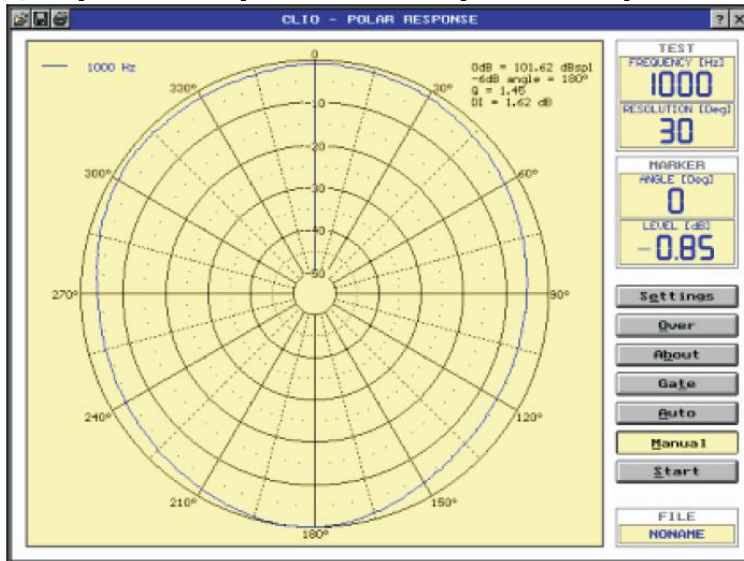 CLIO - POLAR RESPONSE
? X
1000 Hz
0dB = 101.62 dBspl
-6dB angle = 180°
Q = 1.45
DI = 1.62 dB
0
330°
30°
300°
60°
270°
90°
240°
120°
210°
150°
180°
-10
-20
-30
-40
-50
TEST
FREQUENCY [Hz]
1000
RESOLUTION [Deg]
30
MARKER
ANGLE [Deg]
0
LEVEL [dB]
-0.85
Settings
Over
About
Gate
Auto
Manual
Start
FILE
NONAME